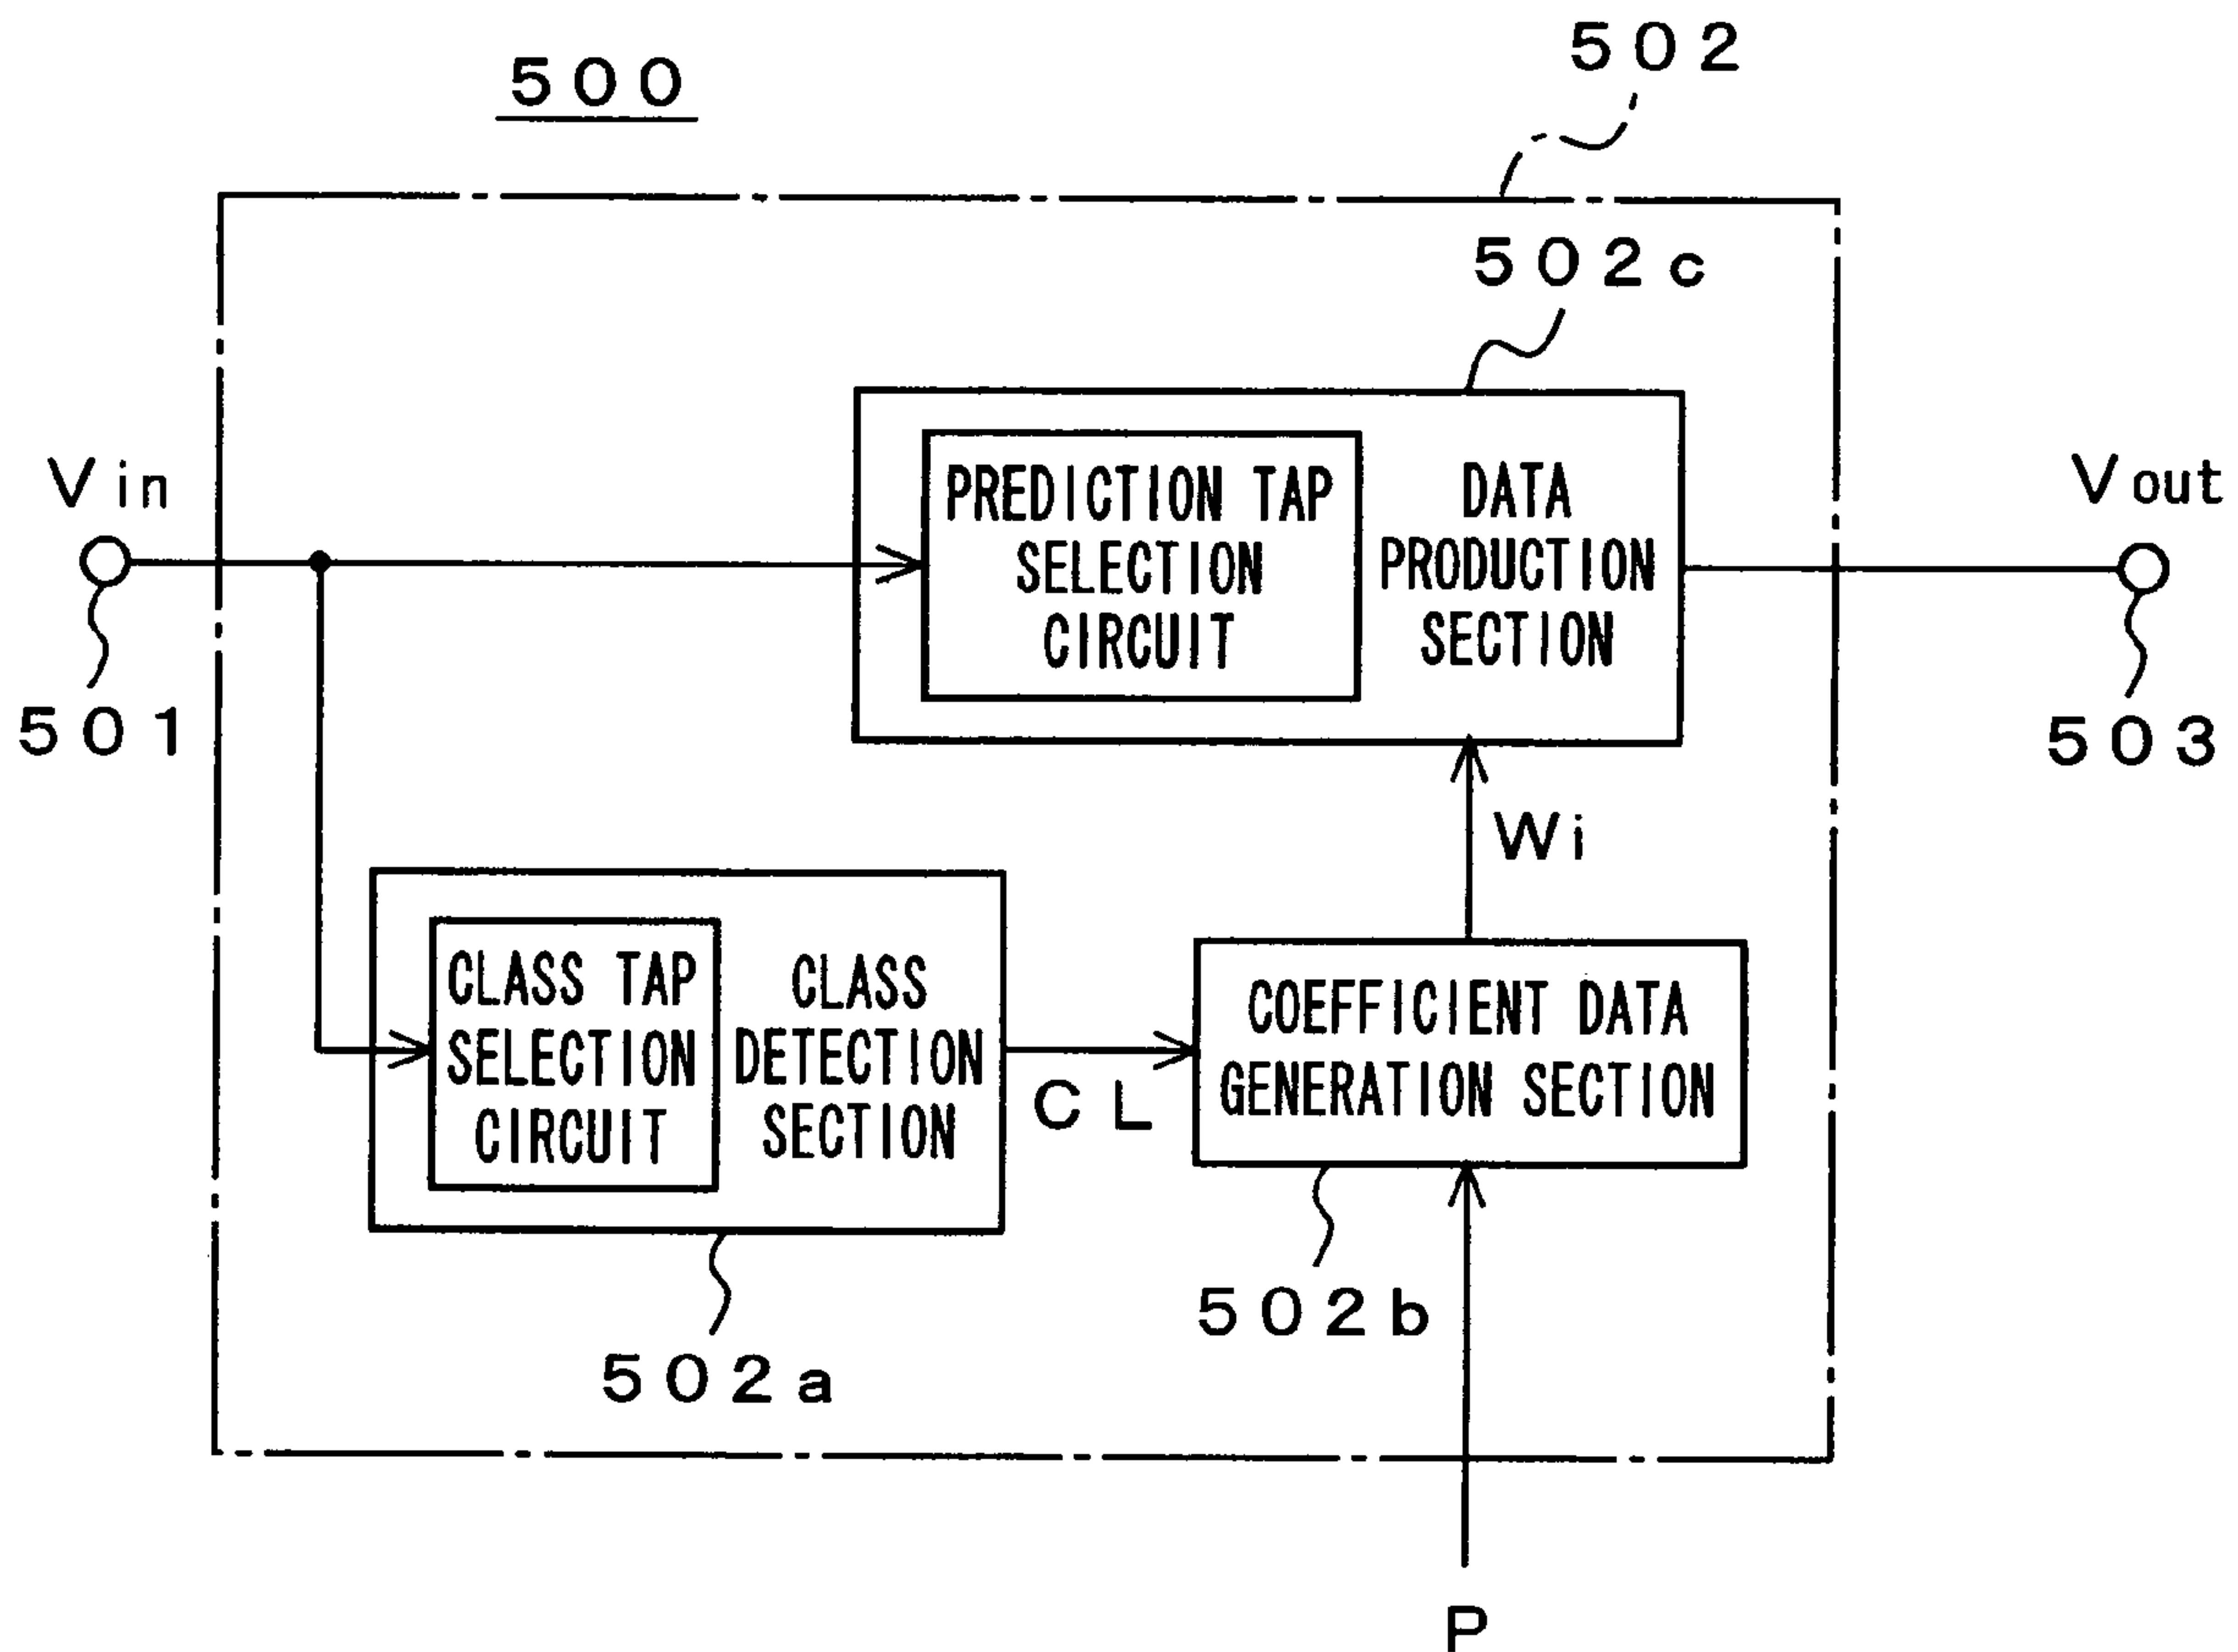 502
500
502c
Vin
PREDICTION TAP
SELECTION
CIRCUIT
DATA
PRODUCTION
SECTION
Vout
501
503
Wi
CLASS TAP
SELECTION
CIRCUIT
CLASS
DETECTION
SECTION
CL
COEFFICIENT DATA
GENERATION SECTION
502b
502a
P